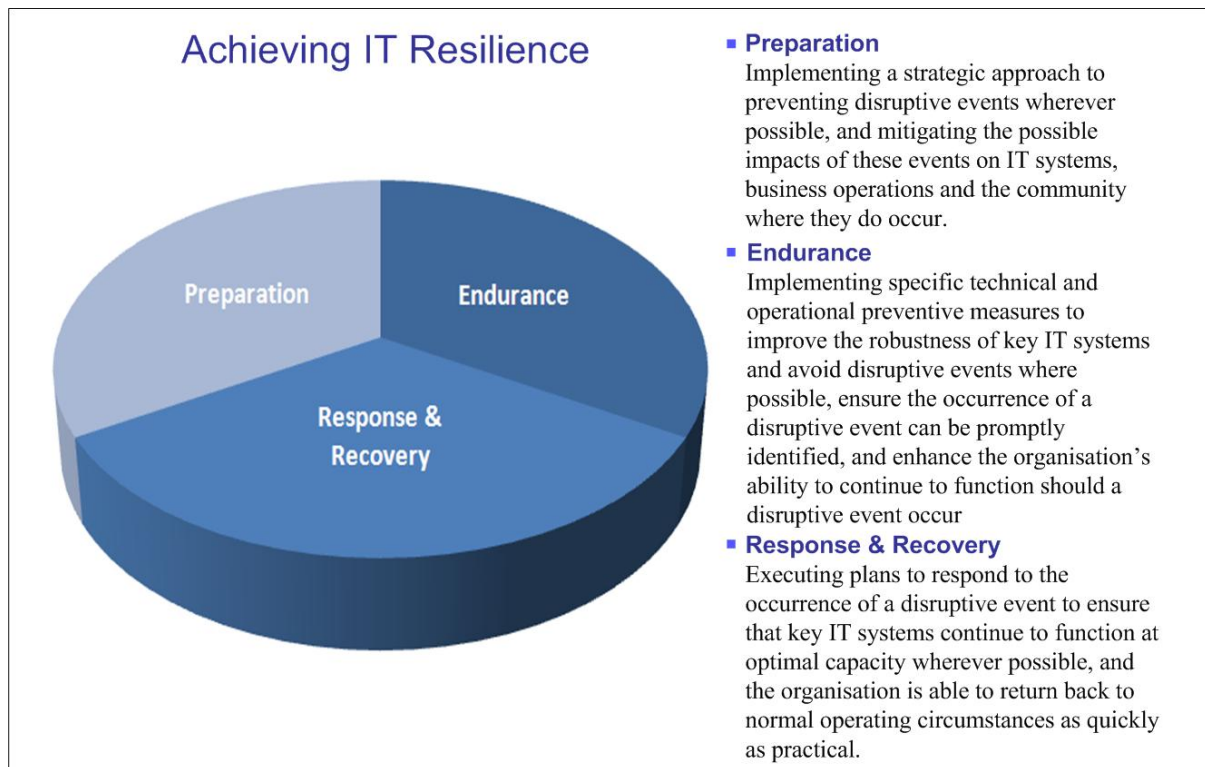 Achieving IT Resilience
Preparation
Endurance
Response &
Recovery
Preparation
Implementing a strategic approach to
preventing disruptive events wherever
possible, and mitigating the possible
impacts of these events on IT systems,
business operations and the community
where they do occur.
Endurance
Implementing specific technical and
operational preventive measures to
improve the robustness of key IT systems
and avoid disruptive events where
possible, ensure the occurrence of a
disruptive event can be promptly
identified, and enhance the organisation’s
ability to continue to function should a
disruptive event occur
Response & Recovery
Executing plans to respond to the
occurrence of a disruptive event to ensure
that key IT systems continue to function at
optimal capacity wherever possible, and
the organisation is able to return back to
normal operating circumstances as quickly
as practical.